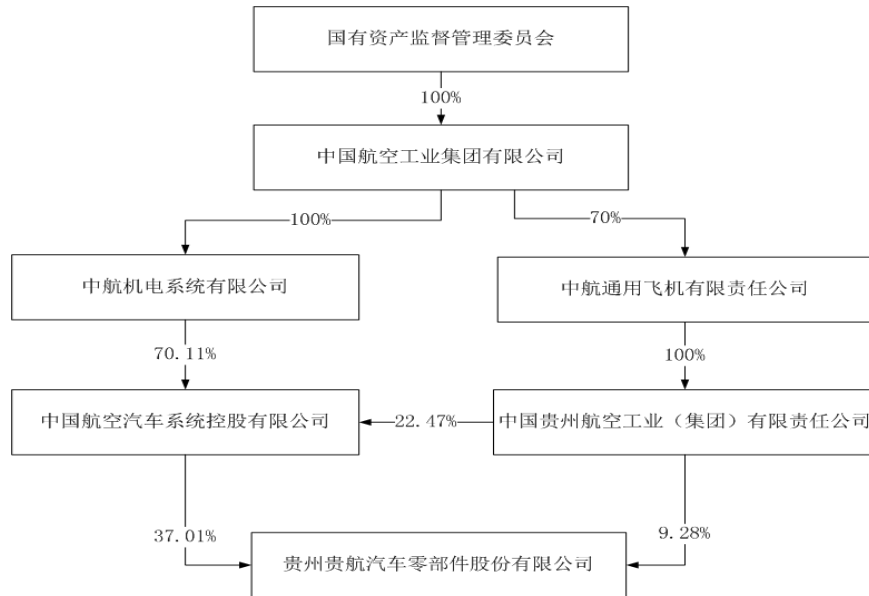 国有资产监督管理委员会
100%
中国航空工业集团有限公司
100%
70%
中航机电系统有限公司
中航通用飞机有限责任公司
70.11%
100%
中国航空汽车系统控股有限公司
22.47%
中国贵州航空工业（集团）有限责任公司
37.01%
9.28%
贵州贵航汽车零部件股份有限公司